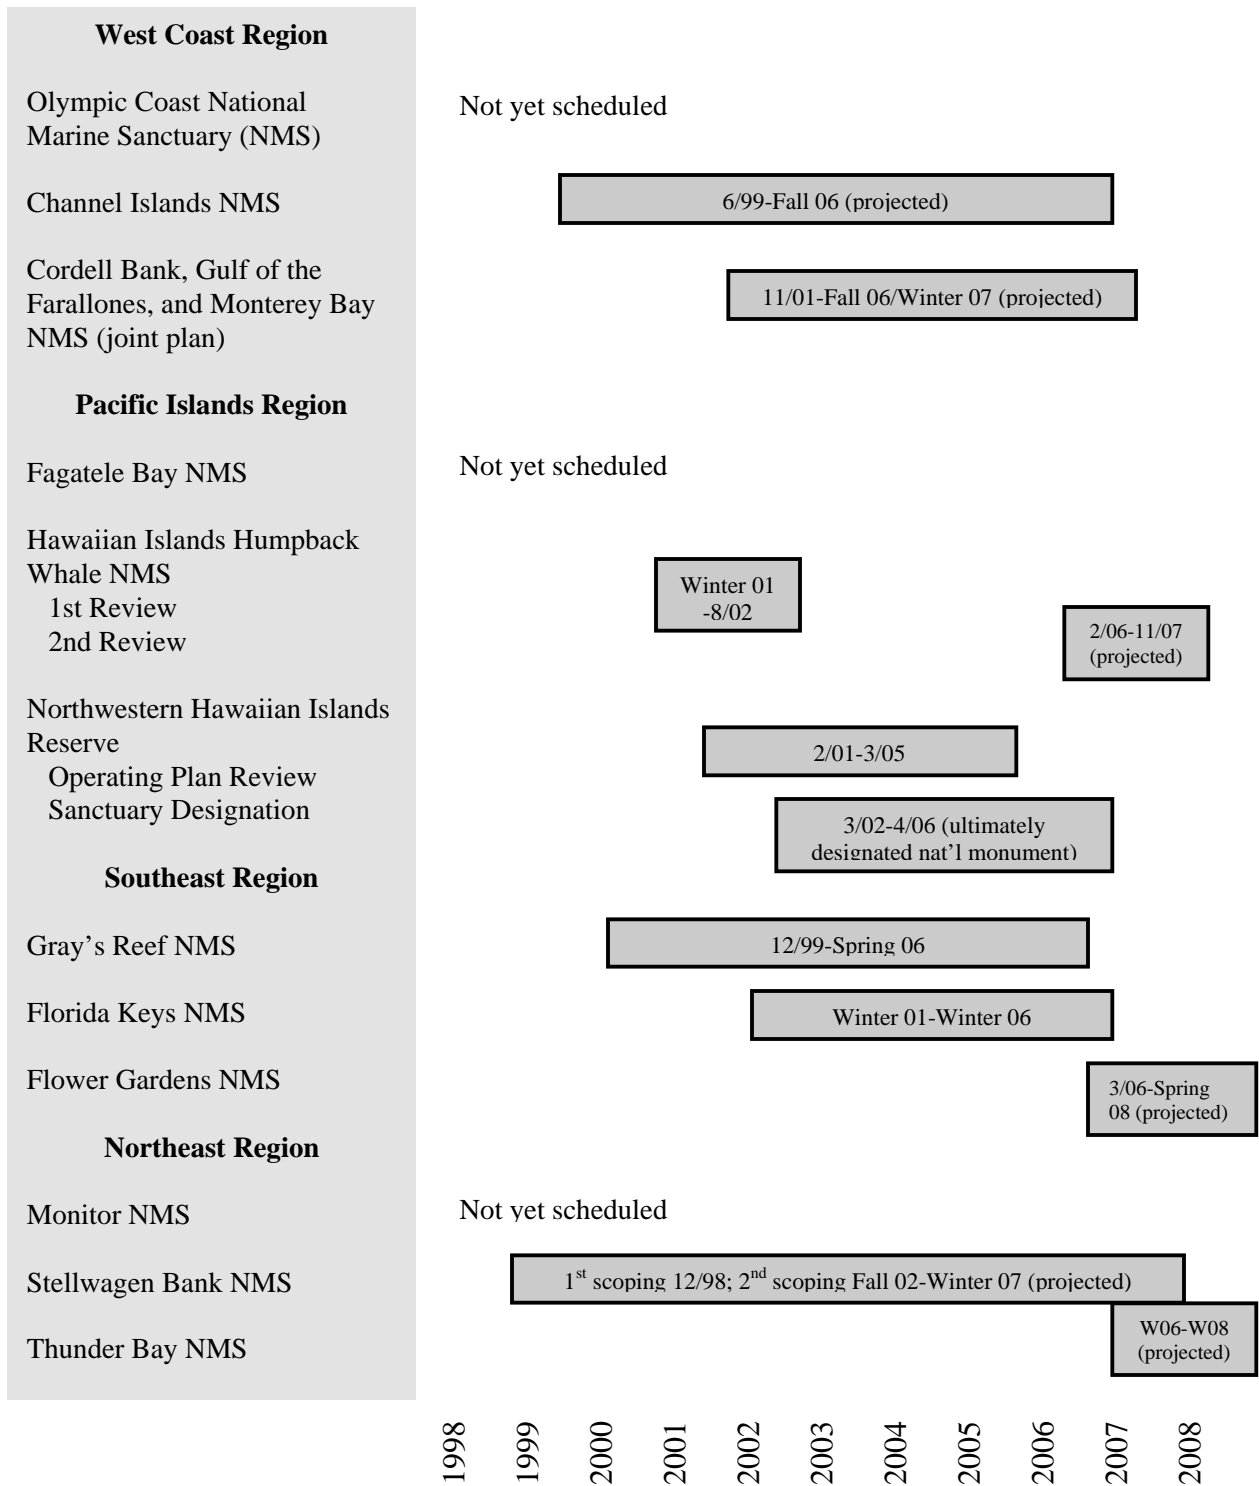 West Coast Region
Olympic Coast National
Marine Sanctuary (NMS)
Not yet scheduled
Channel Islands NMS
6/99-Fall 06 (projected)
Cordell Bank, Gulf of the
Farallones, and Monterey Bay
NMS (joint plan)
11/01-Fall 06/Winter 07 (projected)
Pacific Islands Region
Fagatele Bay NMS
Not yet scheduled
Hawaiian Islands Humpback
Whale NMS
1st Review
2nd Review
Winter 01
-8/02
2/06-11/07
(projected)
Northwestern Hawaiian Islands
Reserve
Operating Plan Review
Sanctuary Designation
2/01-3/05
3/02-4/06 (ultimately
designated nat’l monument)
Southeast Region
Gray’s Reef NMS
12/99-Spring 06
Florida Keys NMS
Winter 01-Winter 06
Flower Gardens NMS
3/06-Spring
08 (projected)
Northeast Region
Monitor NMS
Not yet scheduled
Stellwagen Bank NMS
1st scoping 12/98; 2nd scoping Fall 02-Winter 07 (projected)
Thunder Bay NMS
W06-W08
(projected)
1998
1999
2000
2001
2002
2003
2004
2005
2006
2007
2008